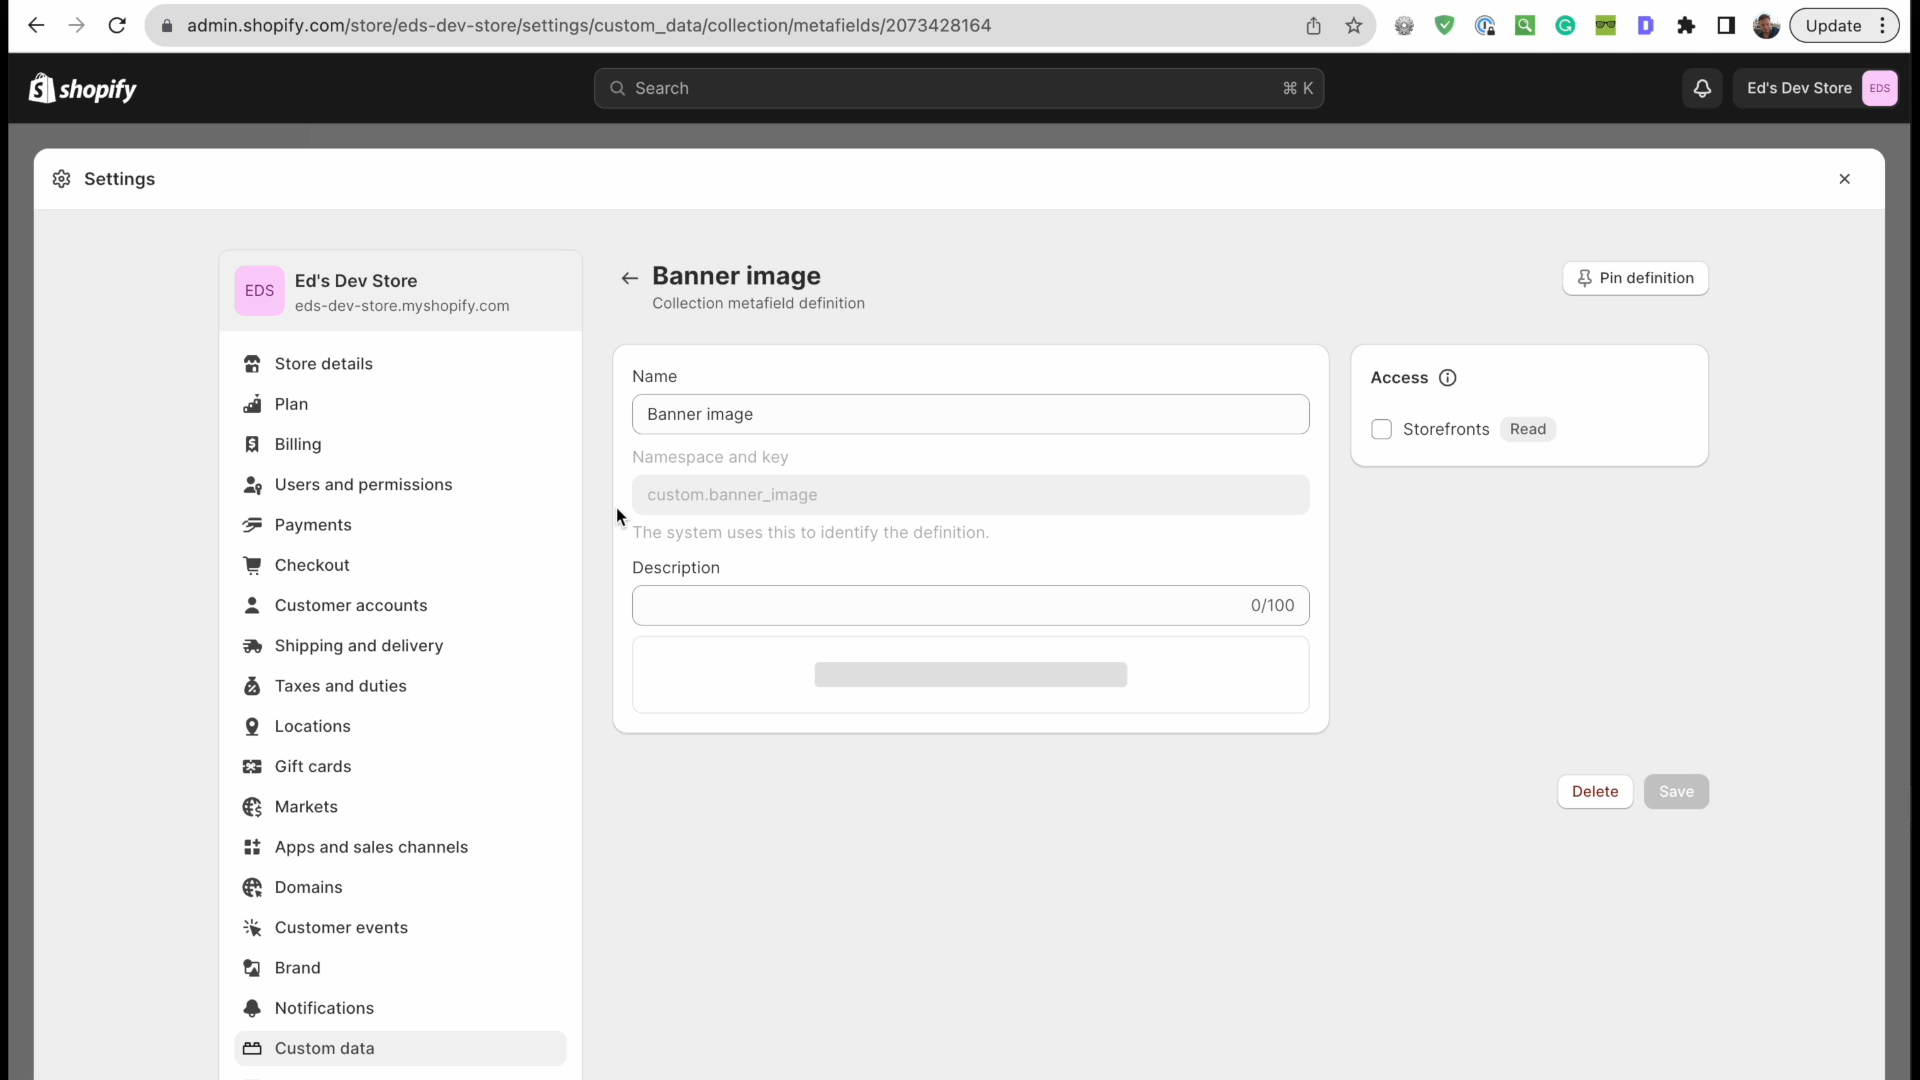 admin.shopify.com/store/eds-dev-store/settings/custom_data/collection/metafields/2073428164
Update
shopify
Search
⌘ K
Ed's Dev Store
EDS
Settings
EDS
Ed's Dev Store
eds-dev-store.myshopify.com
Store details
Plan
Billing
Users and permissions
Payments
Checkout
Customer accounts
Shipping and delivery
Taxes and duties
Locations
Gift cards
Markets
Apps and sales channels
Domains
Customer events
Brand
Notifications
Custom data
Banner image
Collection metafield definition
Pin definition
Name
Banner image
Namespace and key
custom.banner_image
The system uses this to identify the definition.
Description
0/100
Access
Storefronts Read
Delete
Save